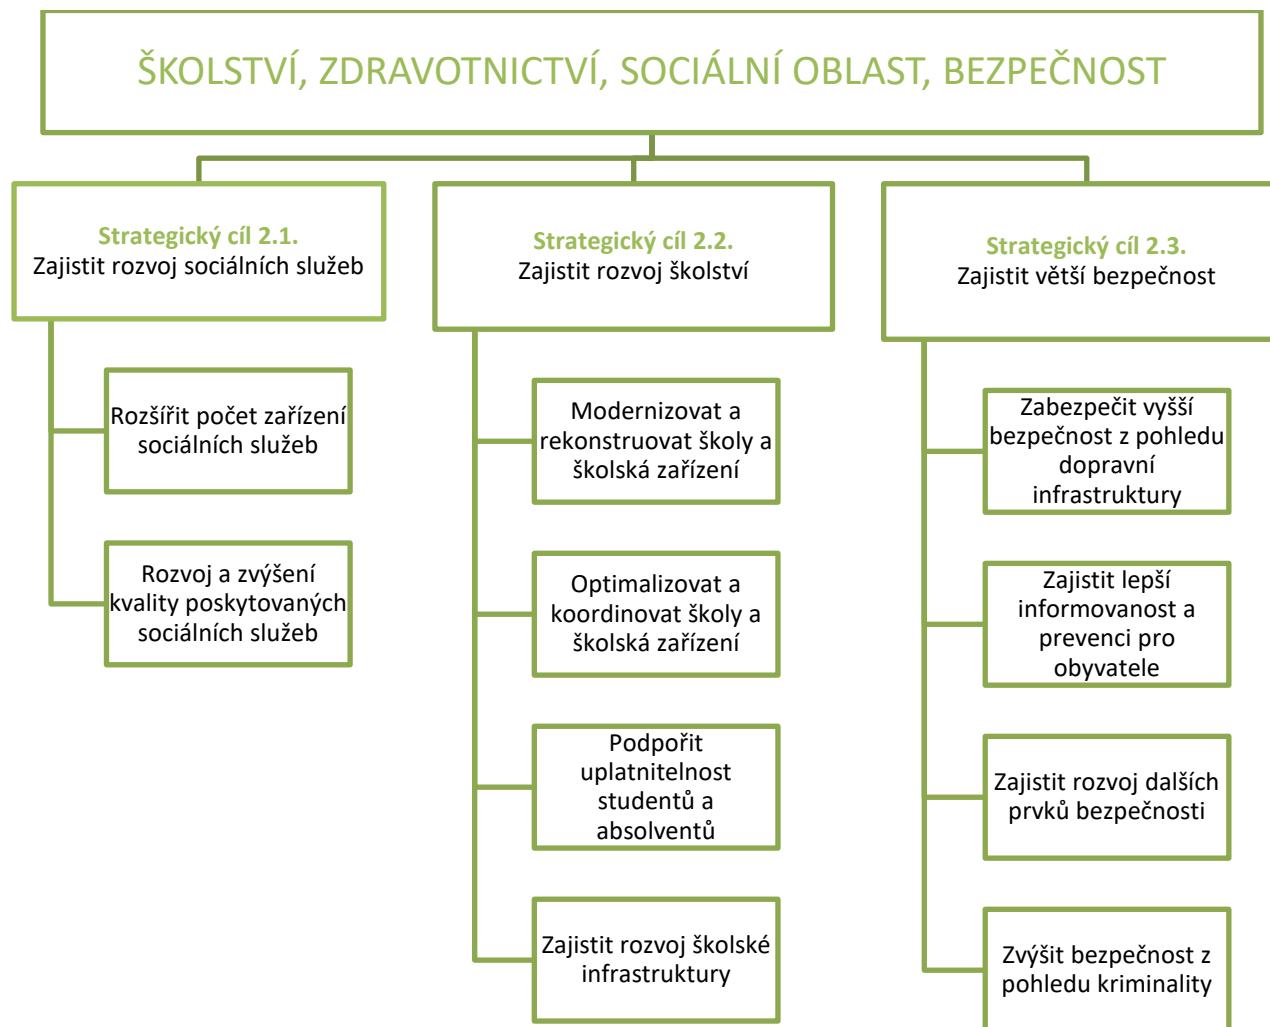 ŠKOLSTVÍ, ZDRAVOTNICTVÍ, SOCIÁLNÍ OBLAST, BEZPEČNOST
Strategický cíl 2.1.
Zajistit rozvoj sociálních služeb
Rozšířit počet zařízení
sociálních služeb
Rozvoj a zvýšení
kvality poskytovaných
sociálních služeb
Strategický cíl 2.2.
Zajistit rozvoj školství
Modernizovat a
rekonstruovat školy a
školská zařízení
Optimalizovat a
koordinovat školy a
školská zařízení
Podpořit
uplatnitelnost
studentů a
absolventů
Zajistit rozvoj školské
infrastruktury
Strategický cíl 2.3.
Zajistit větší bezpečnost
Zabezpečit vyšší
bezpečnost z pohledu
dopravní
infrastruktury
Zajistit lepší
informovanost a
prevenci pro
obyvatele
Zajistit rozvoj dalších
prvků bezpečnosti
Zvýšit bezpečnost z
pohledu kriminality